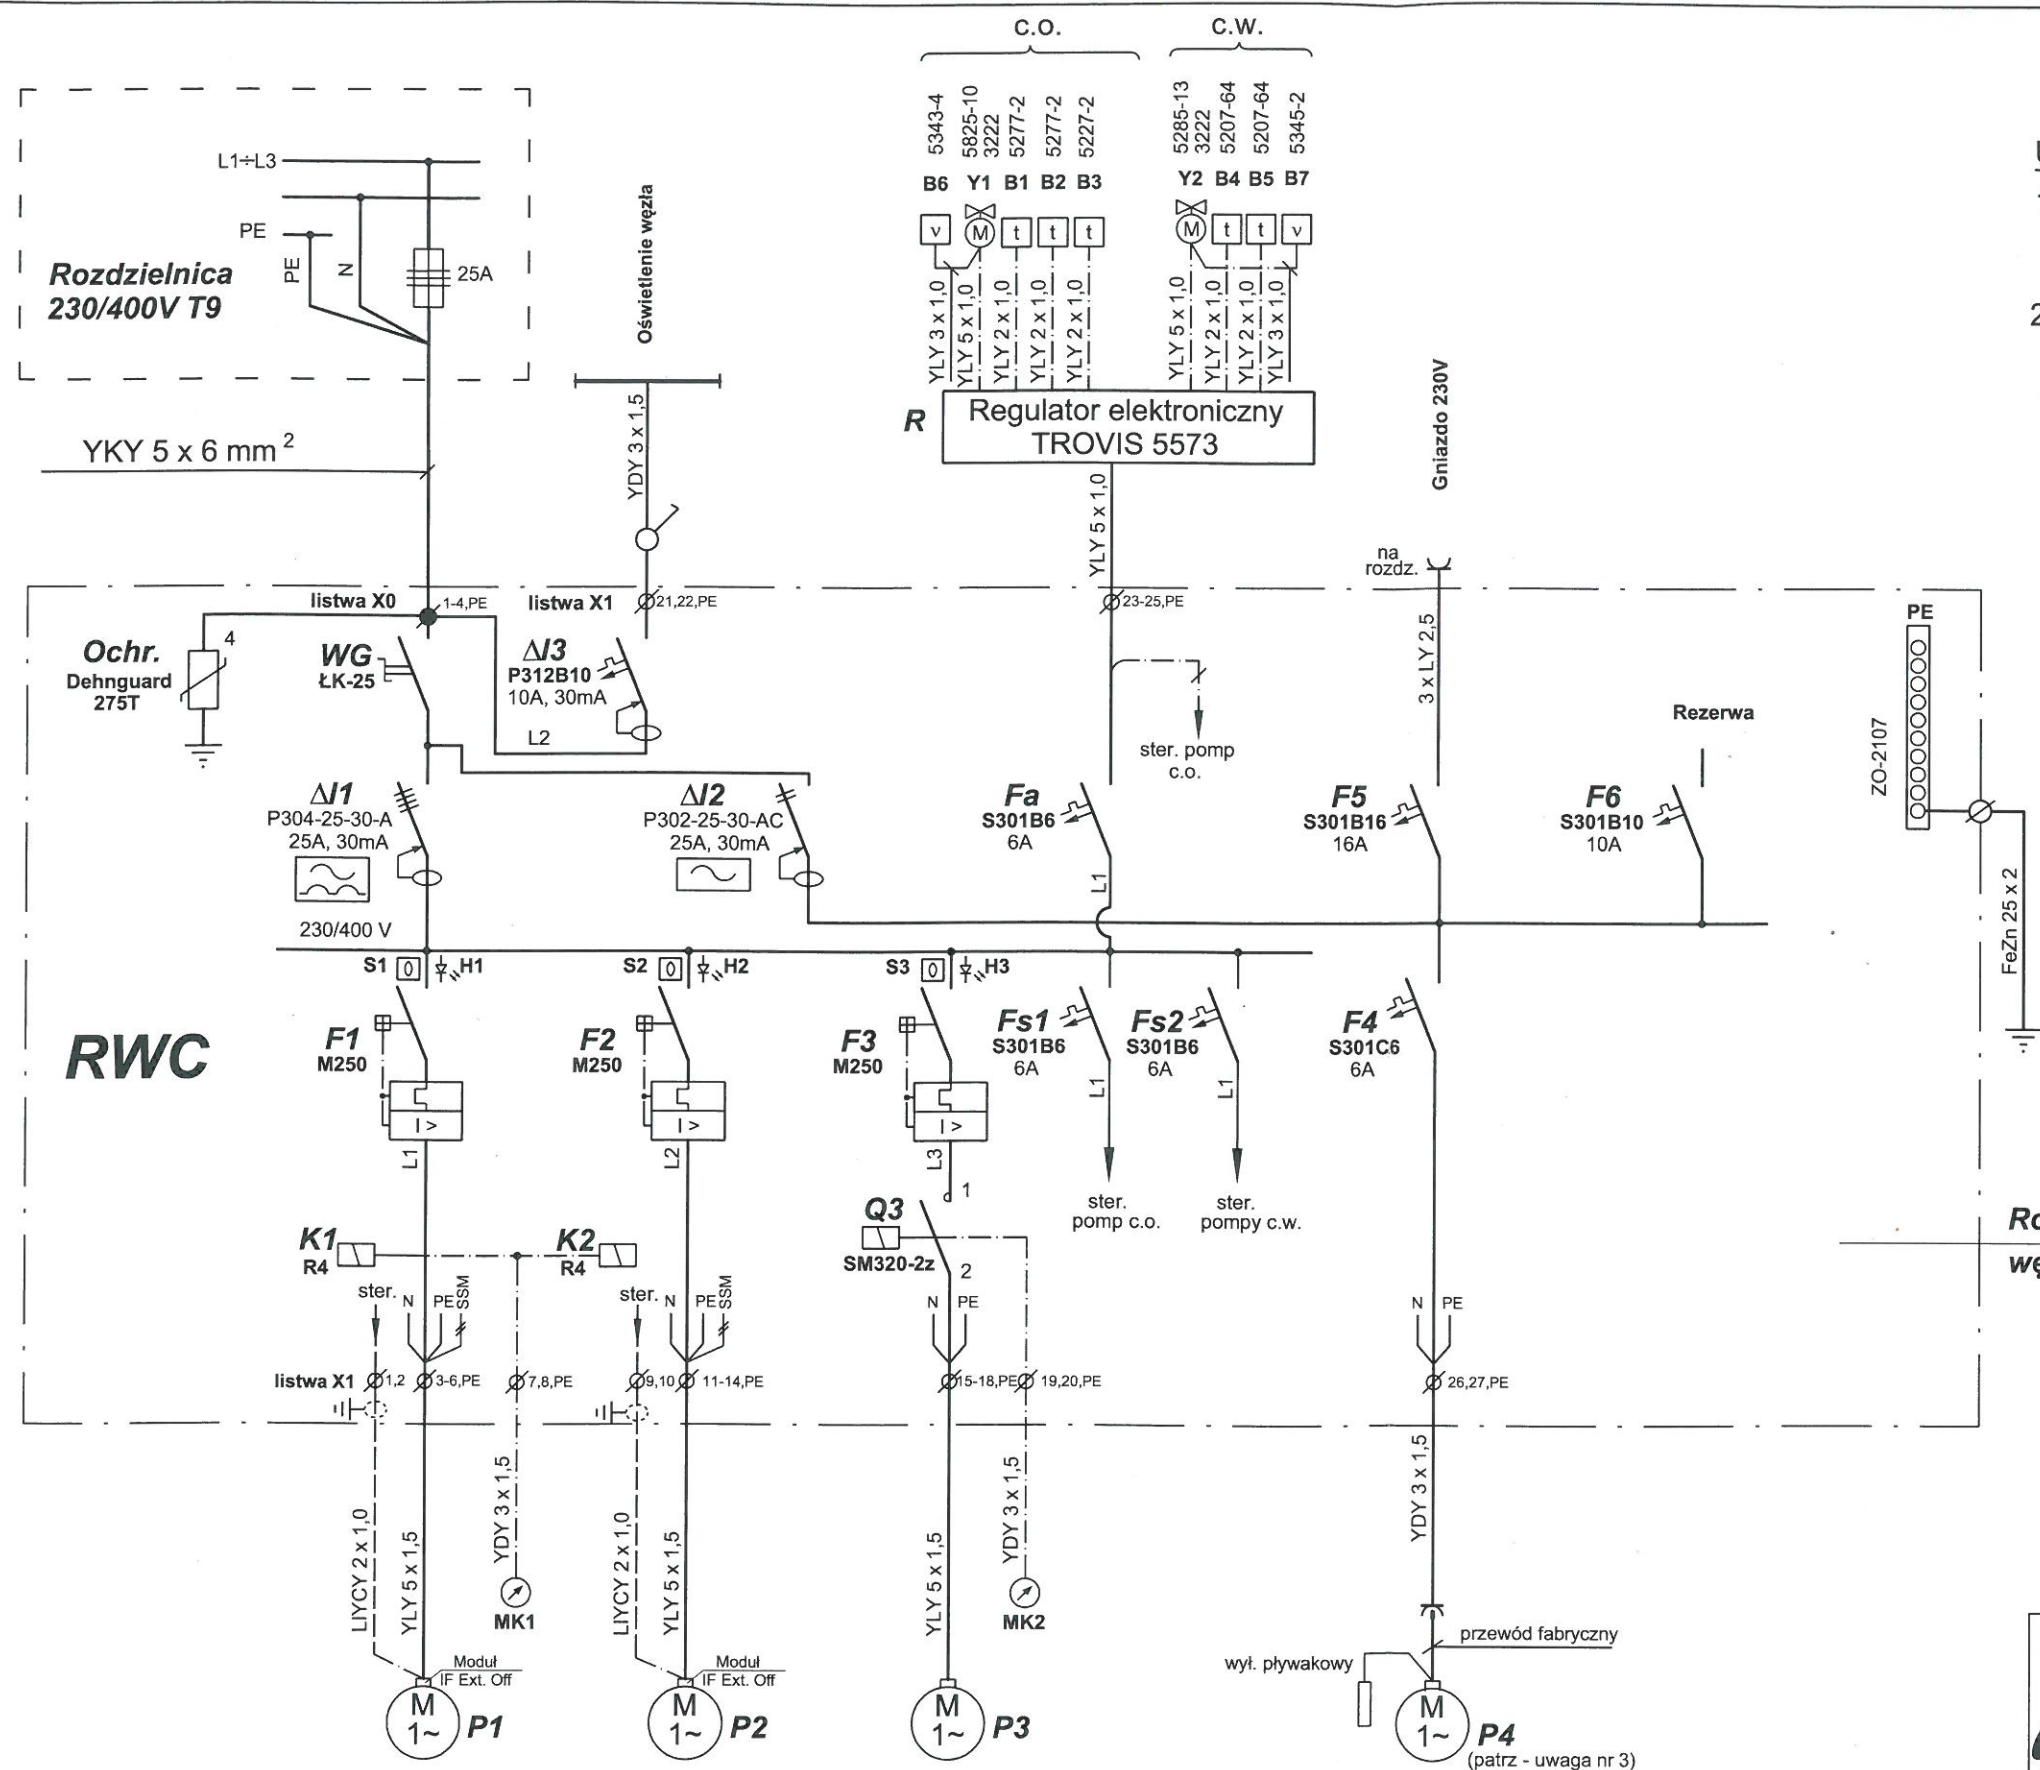 C.O.
C.W.
5343-4
5825-10
3222
5277-2
5277-2
5227-2
5285-13
3222
5207-64
5207-64
5345-2
B6
Y1
B1
B2
B3
Y2
B4
B5
B7
v
M
t
t
t
M
t
t
v
YLY 3 x 1,0
YLY 5 x 1,0
YLY 2 x 1,0
YLY 2 x 1,0
YLY 2 x 1,0
YLY 5 x 1,0
YLY 2 x 1,0
YLY 2 x 1,0
YLY 3 x 1,0
R
Regulator elektroniczny
TROVIS 5573
L1÷L3
PE
PE
N
25A
Rozdzielnica
230/400V T9
Oświetlenie węzła
YKY 5 x 6 mm 2
YDY 3 x 1,5
YLY 5 x 1,0
Gniazdo 230V
na
rozdz.
listwa X0
1-4,PE
listwa X1
21,22,PE
23-25,PE
PE
Ochr.
Dehnguard
275T
4
WG
ŁK-25
ΔI3
P312B10
10A, 30mA
L2
ster. pomp
c.o.
3 x LY 2,5
Rezerwa
ZO-2107
ΔI1
P304-25-30-A
25A, 30mA
ΔI2
P302-25-30-AC
25A, 30mA
Fa
S301B6
6A
L1
F5
S301B16
16A
F6
S301B10
10A
FeZn 25 x 2
230/400 V
S1
0
H1
S2
0
H2
S3
0
H3
RWC
F1
M250
I >
L1
F2
M250
I >
L2
F3
M250
I >
L3
Fs1
S301B6
6A
L1
Fs2
S301B6
6A
L1
F4
S301C6
6A
ster.
pomp c.o.
ster.
pompy c.w.
K1
R4
K2
R4
Q3
SM320-2z
1
2
ster.
N
PE
SSM
ster.
N
PE
SSM
N
PE
N
PE
listwa X1
1,2
3-6,PE
7,8,PE
9,10
11-14,PE
15-18,PE
19,20,PE
26,27,PE
LIYCY 2 x 1,0
YLY 5 x 1,5
YDY 3 x 1,5
LIYCY 2 x 1,0
YLY 5 x 1,5
YLY 5 x 1,5
YDY 3 x 1,5
YDY 3 x 1,5
MK1
MK2
Moduł
IF Ext. Off
Moduł
IF Ext. Off
przewód fabryczny
wył. pływakowy
M
1~
P1
M
1~
P2
M
1~
P3
M
1~
P4
(patrz - uwaga nr 3)